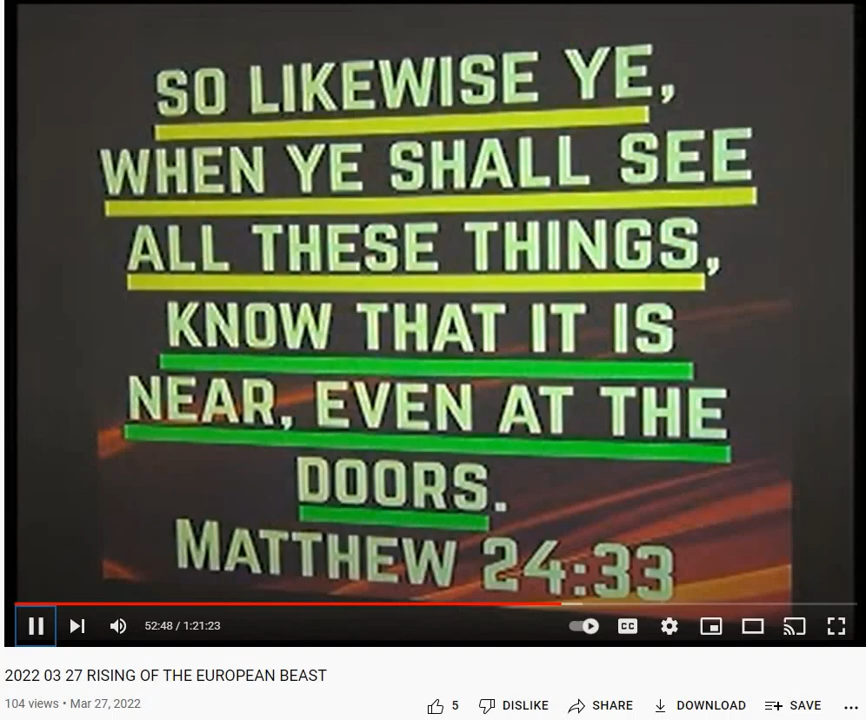 SO LIKEWISE YE,
WHEN YE SHALL SEE
ALL THESE THINGS,
KNOW THAT IT IS
NEAR, EVEN AT THE
DOORS.
MATTHEW 24:33
52:48 / 1:21:23
CC
2022 03 27 RISING OF THE EUROPEAN BEAST
104 views • Mar 27, 2022
5 DISLIKE SHARE DOWNLOAD SAVE ...